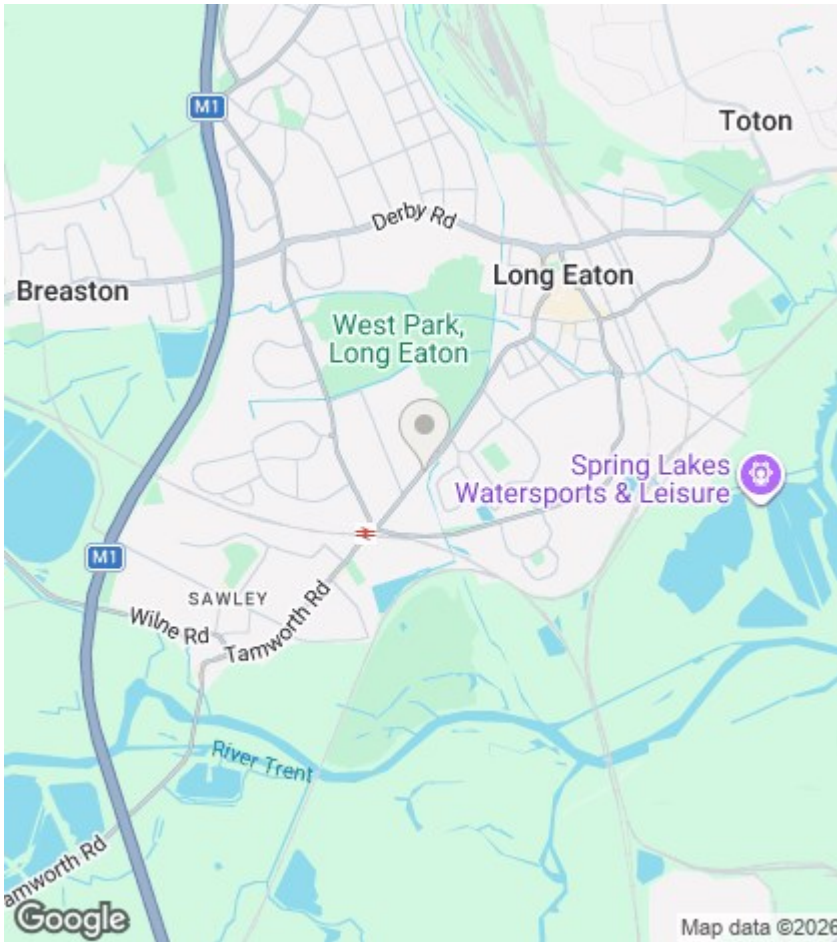 M1
Toton
Derby Rd
Long Eaton
Breaston
West Park,
Long Eaton
Spring Lakes
Watersports & Leisure
M1
SAWLEY
Wilne Rd
Tamworth Rd
River Trent
amworth Rd
Google
Map data ©2026